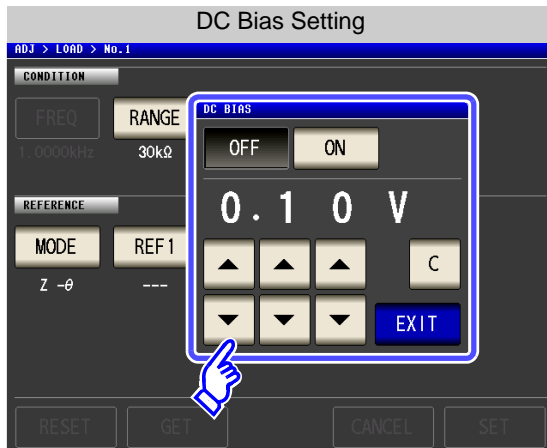 DC Bias Setting
ADJ > LOAD > No.1
CONDITION
FREQ
RANGE
1.0000kHz
30kΩ
DC BIAS
OFF
ON
0.10 V
C
EXIT
REFERENCE
MODE
REF1
Z -θ
---
RESET
GET
CANCEL
SET